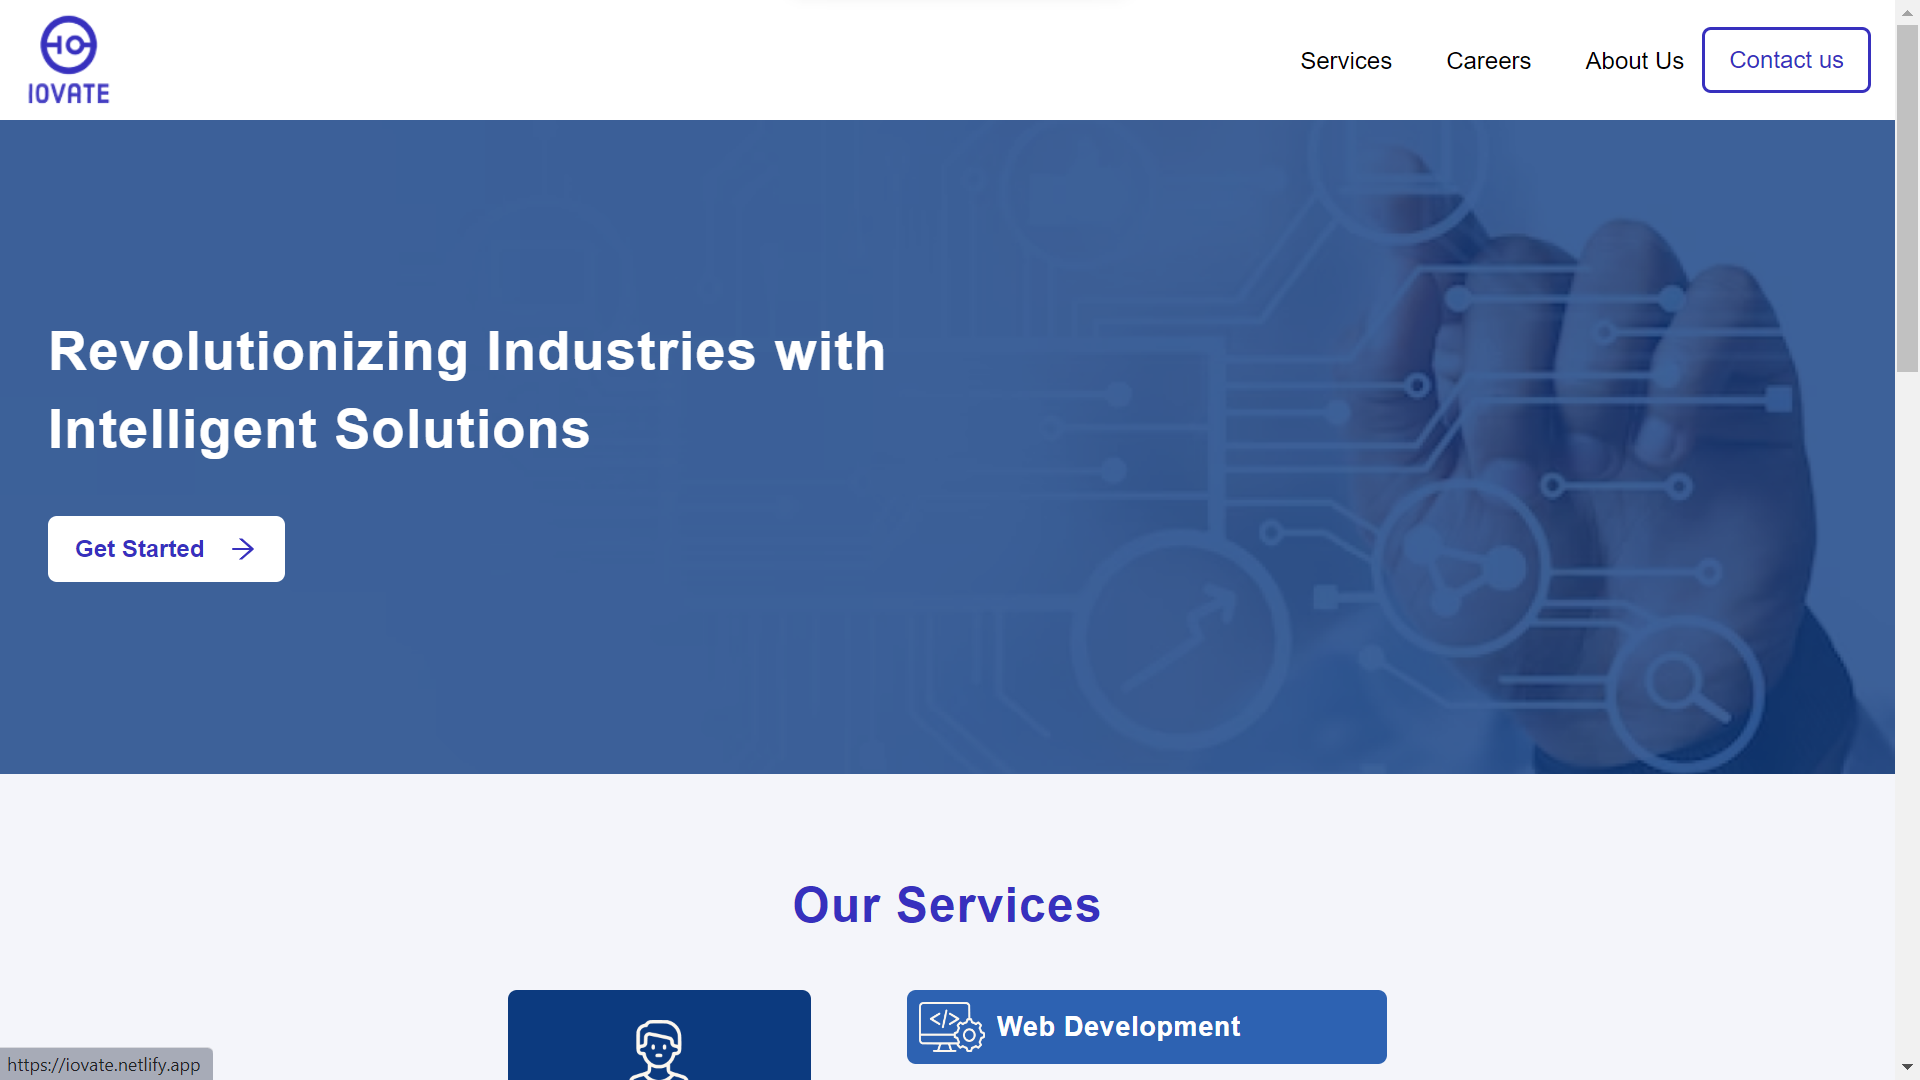 IOVATE
Services
Careers
About Us
Contact us
Revolutionizing Industries with
Intelligent Solutions
Get Started
Our Services
Web Development
https://iovate.netlify.app